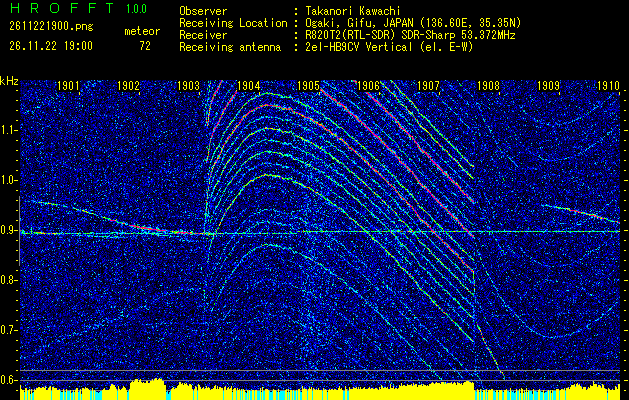 HROFFT 1.0.0
2611221900.png
meteor
26.11.22 19:00 72
Observer : Takanori Kawachi
Receiving Location : Ogaki, Gifu, JAPAN (136.60E, 35.35N)
Receiver : R820T2(RTL-SDR) SDR-Sharp 53.372MHz
Receiving antenna : 2el-HB9CV Vertical (el. E-W)
kHz 1901 1902 1903 1904 1905 1906 1907 1908 1909 1910
1.1
1.0
0.9
0.8
0.7
0.6